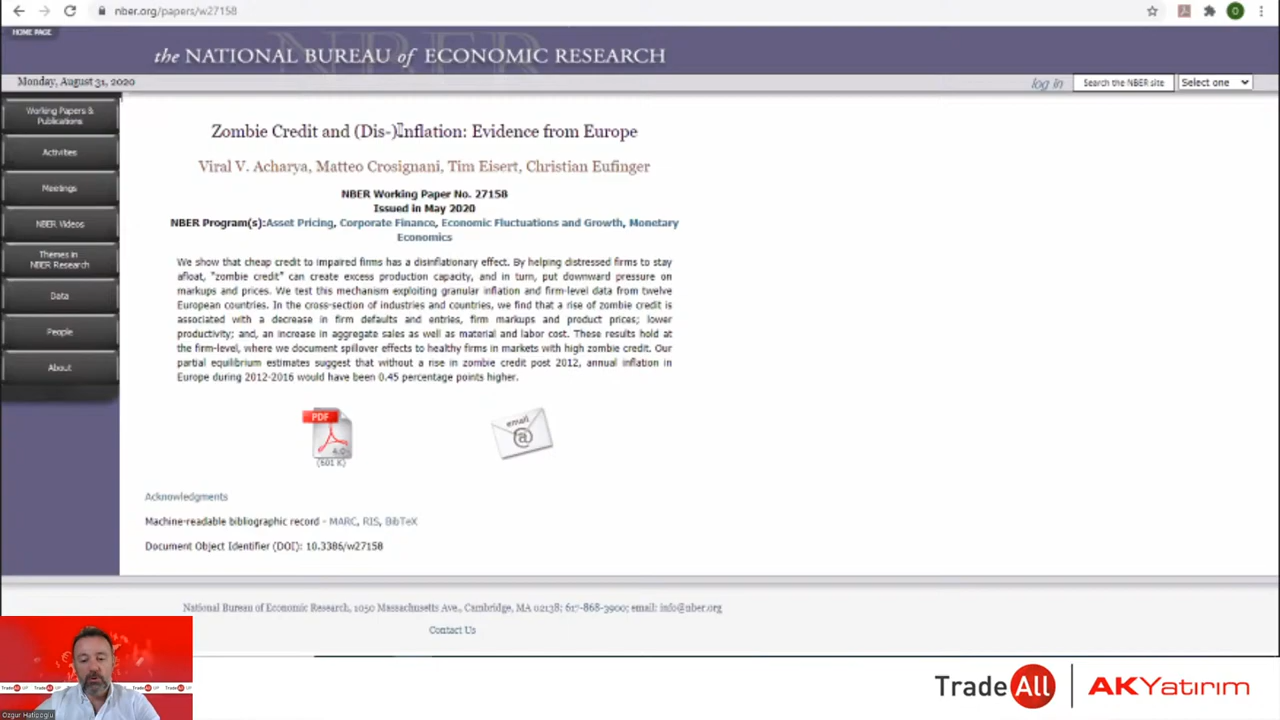 nber.org/papers/w27158
HOME PAGE
the NATIONAL BUREAU of ECONOMIC RESEARCH
Monday, August 31, 2020
log in
Search the NBER site
Select one
Working Papers &
Publications
Activities
Meetings
NBER Videos
Themes in
NBER Research
Data
People
About
Zombie Credit and (Dis-)Inflation: Evidence from Europe
Viral V. Acharya, Matteo Crosignani, Tim Eisert, Christian Eufinger
NBER Working Paper No. 27158
Issued in May 2020
NBER Program(s):Asset Pricing, Corporate Finance, Economic Fluctuations and Growth, Monetary
Economics
We show that cheap credit to impaired firms has a disinflationary effect. By helping distressed firms to stay
afloat, "zombie credit" can create excess production capacity, and in turn, put downward pressure on
markups and prices. We test this mechanism exploiting granular inflation and firm-level data from twelve
European countries. In the cross-section of industries and countries, we find that a rise of zombie credit is
associated with a decrease in firm defaults and entries, firm markups and product prices; lower
productivity; and, an increase in aggregate sales as well as material and labor cost. These results hold at
the firm-level, where we document spillover effects to healthy firms in markets with high zombie credit. Our
partial equilibrium estimates suggest that without a rise in zombie credit post 2012, annual inflation in
Europe during 2012-2016 would have been 0.45 percentage points higher.
PDF
(601 K)
email
@
Acknowledgments
Machine-readable bibliographic record - MARC, RIS, BibTeX
Document Object Identifier (DOI): 10.3386/w27158
National Bureau of Economic Research, 1050 Massachusetts Ave., Cambridge, MA 02138; 617-868-3900; email: info@nber.org
Contact Us
TradeAll
TradeAll
TradeAll
Ozgur Hatipoglu
Trade All
AKYatırım